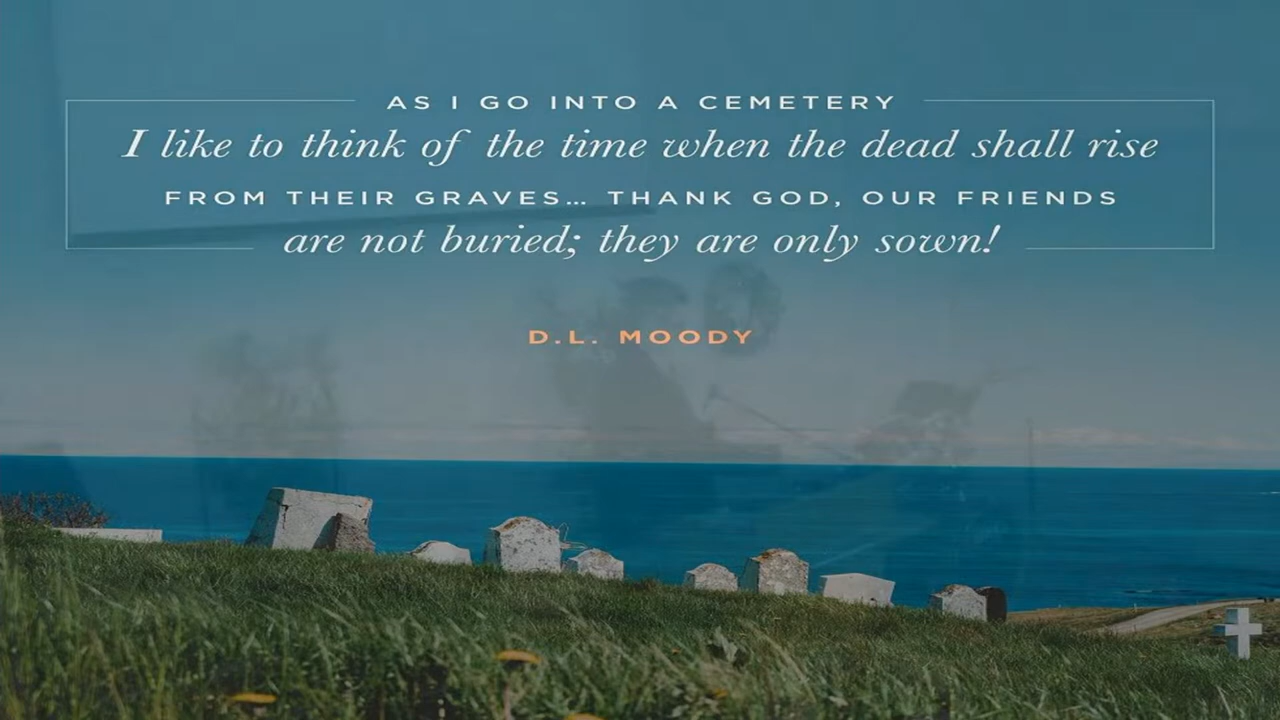 AS I GO INTO A CEMETERY
I like to think of the time when the dead shall rise
FROM THEIR GRAVES... THANK GOD, OUR FRIENDS
are not buried; they are only sown!
D.L. MOODY